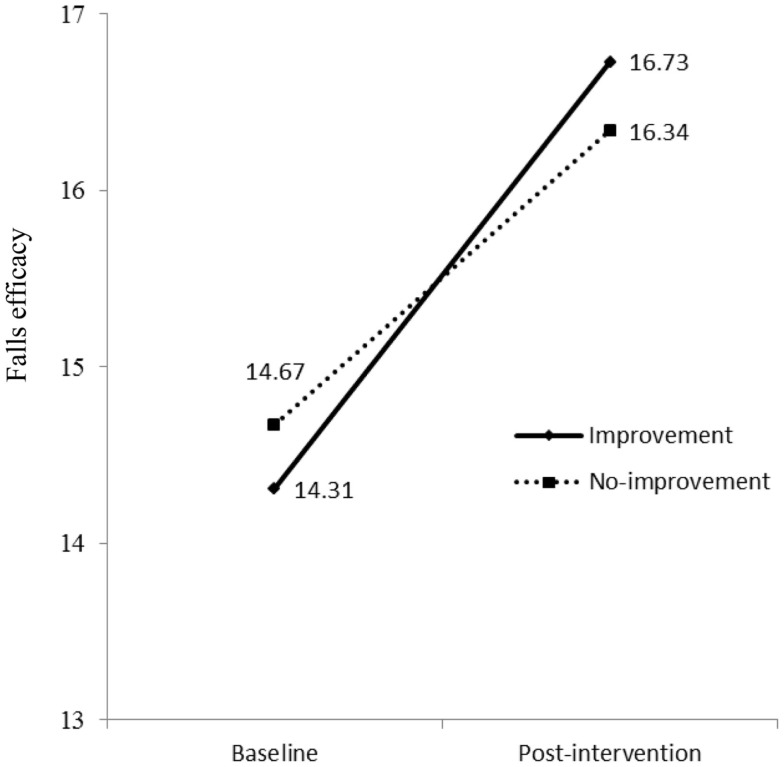 17
16.73
16.34
16
Falls efficacy
15
14.67
Improvement
14.31
No-improvement
14
13
Baseline
Post-intervention